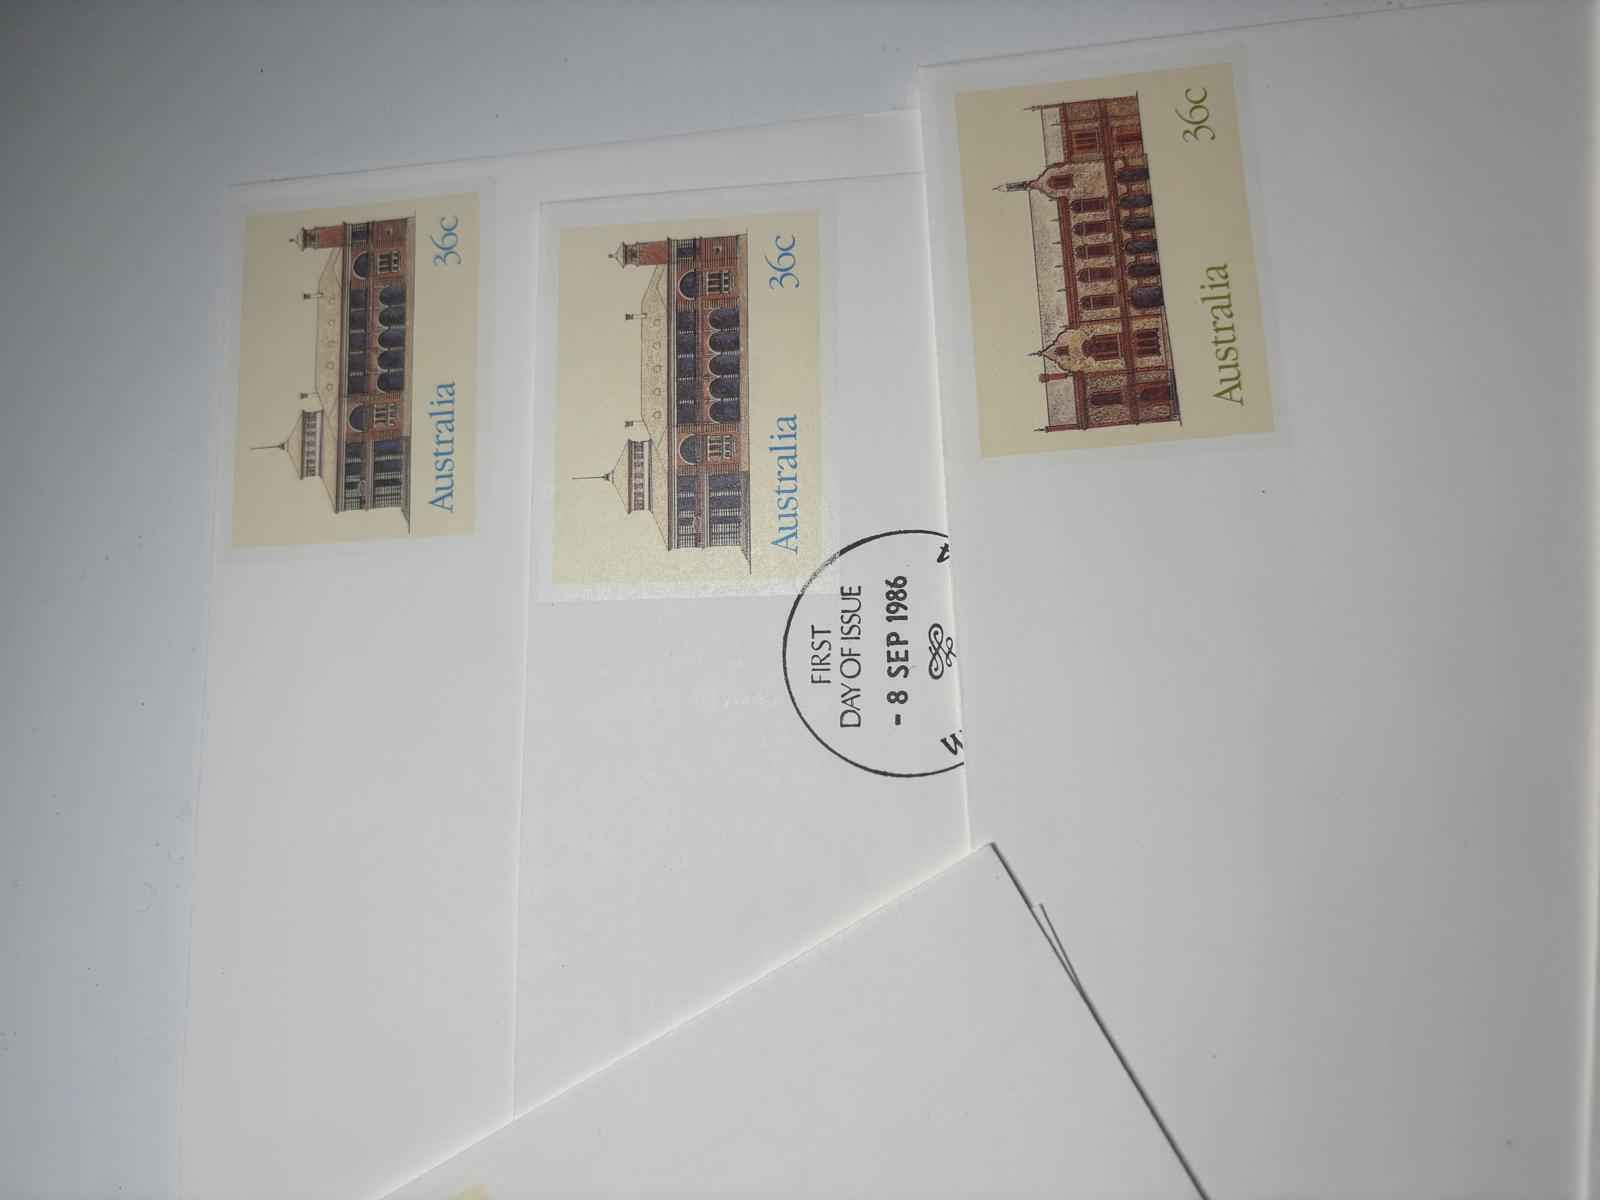 Australia 36c
Australia 36c
FIRST
DAY OF ISSUE
- 8 SEP 1986
Australia 36c